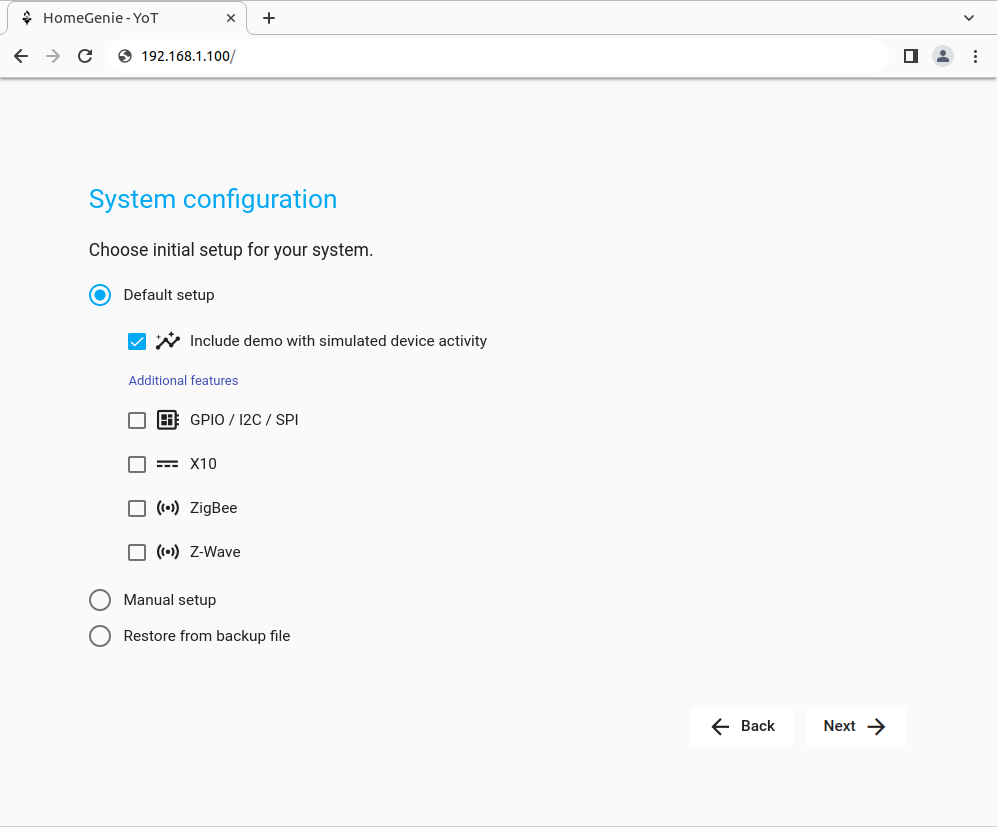 HomeGenie - YoT
192.168.1.100/
System configuration
Choose initial setup for your system.
Default setup
Include demo with simulated device activity
Additional features
GPIO / I2C / SPI
X10
ZigBee
Z-Wave
Manual setup
Restore from backup file
Back Next